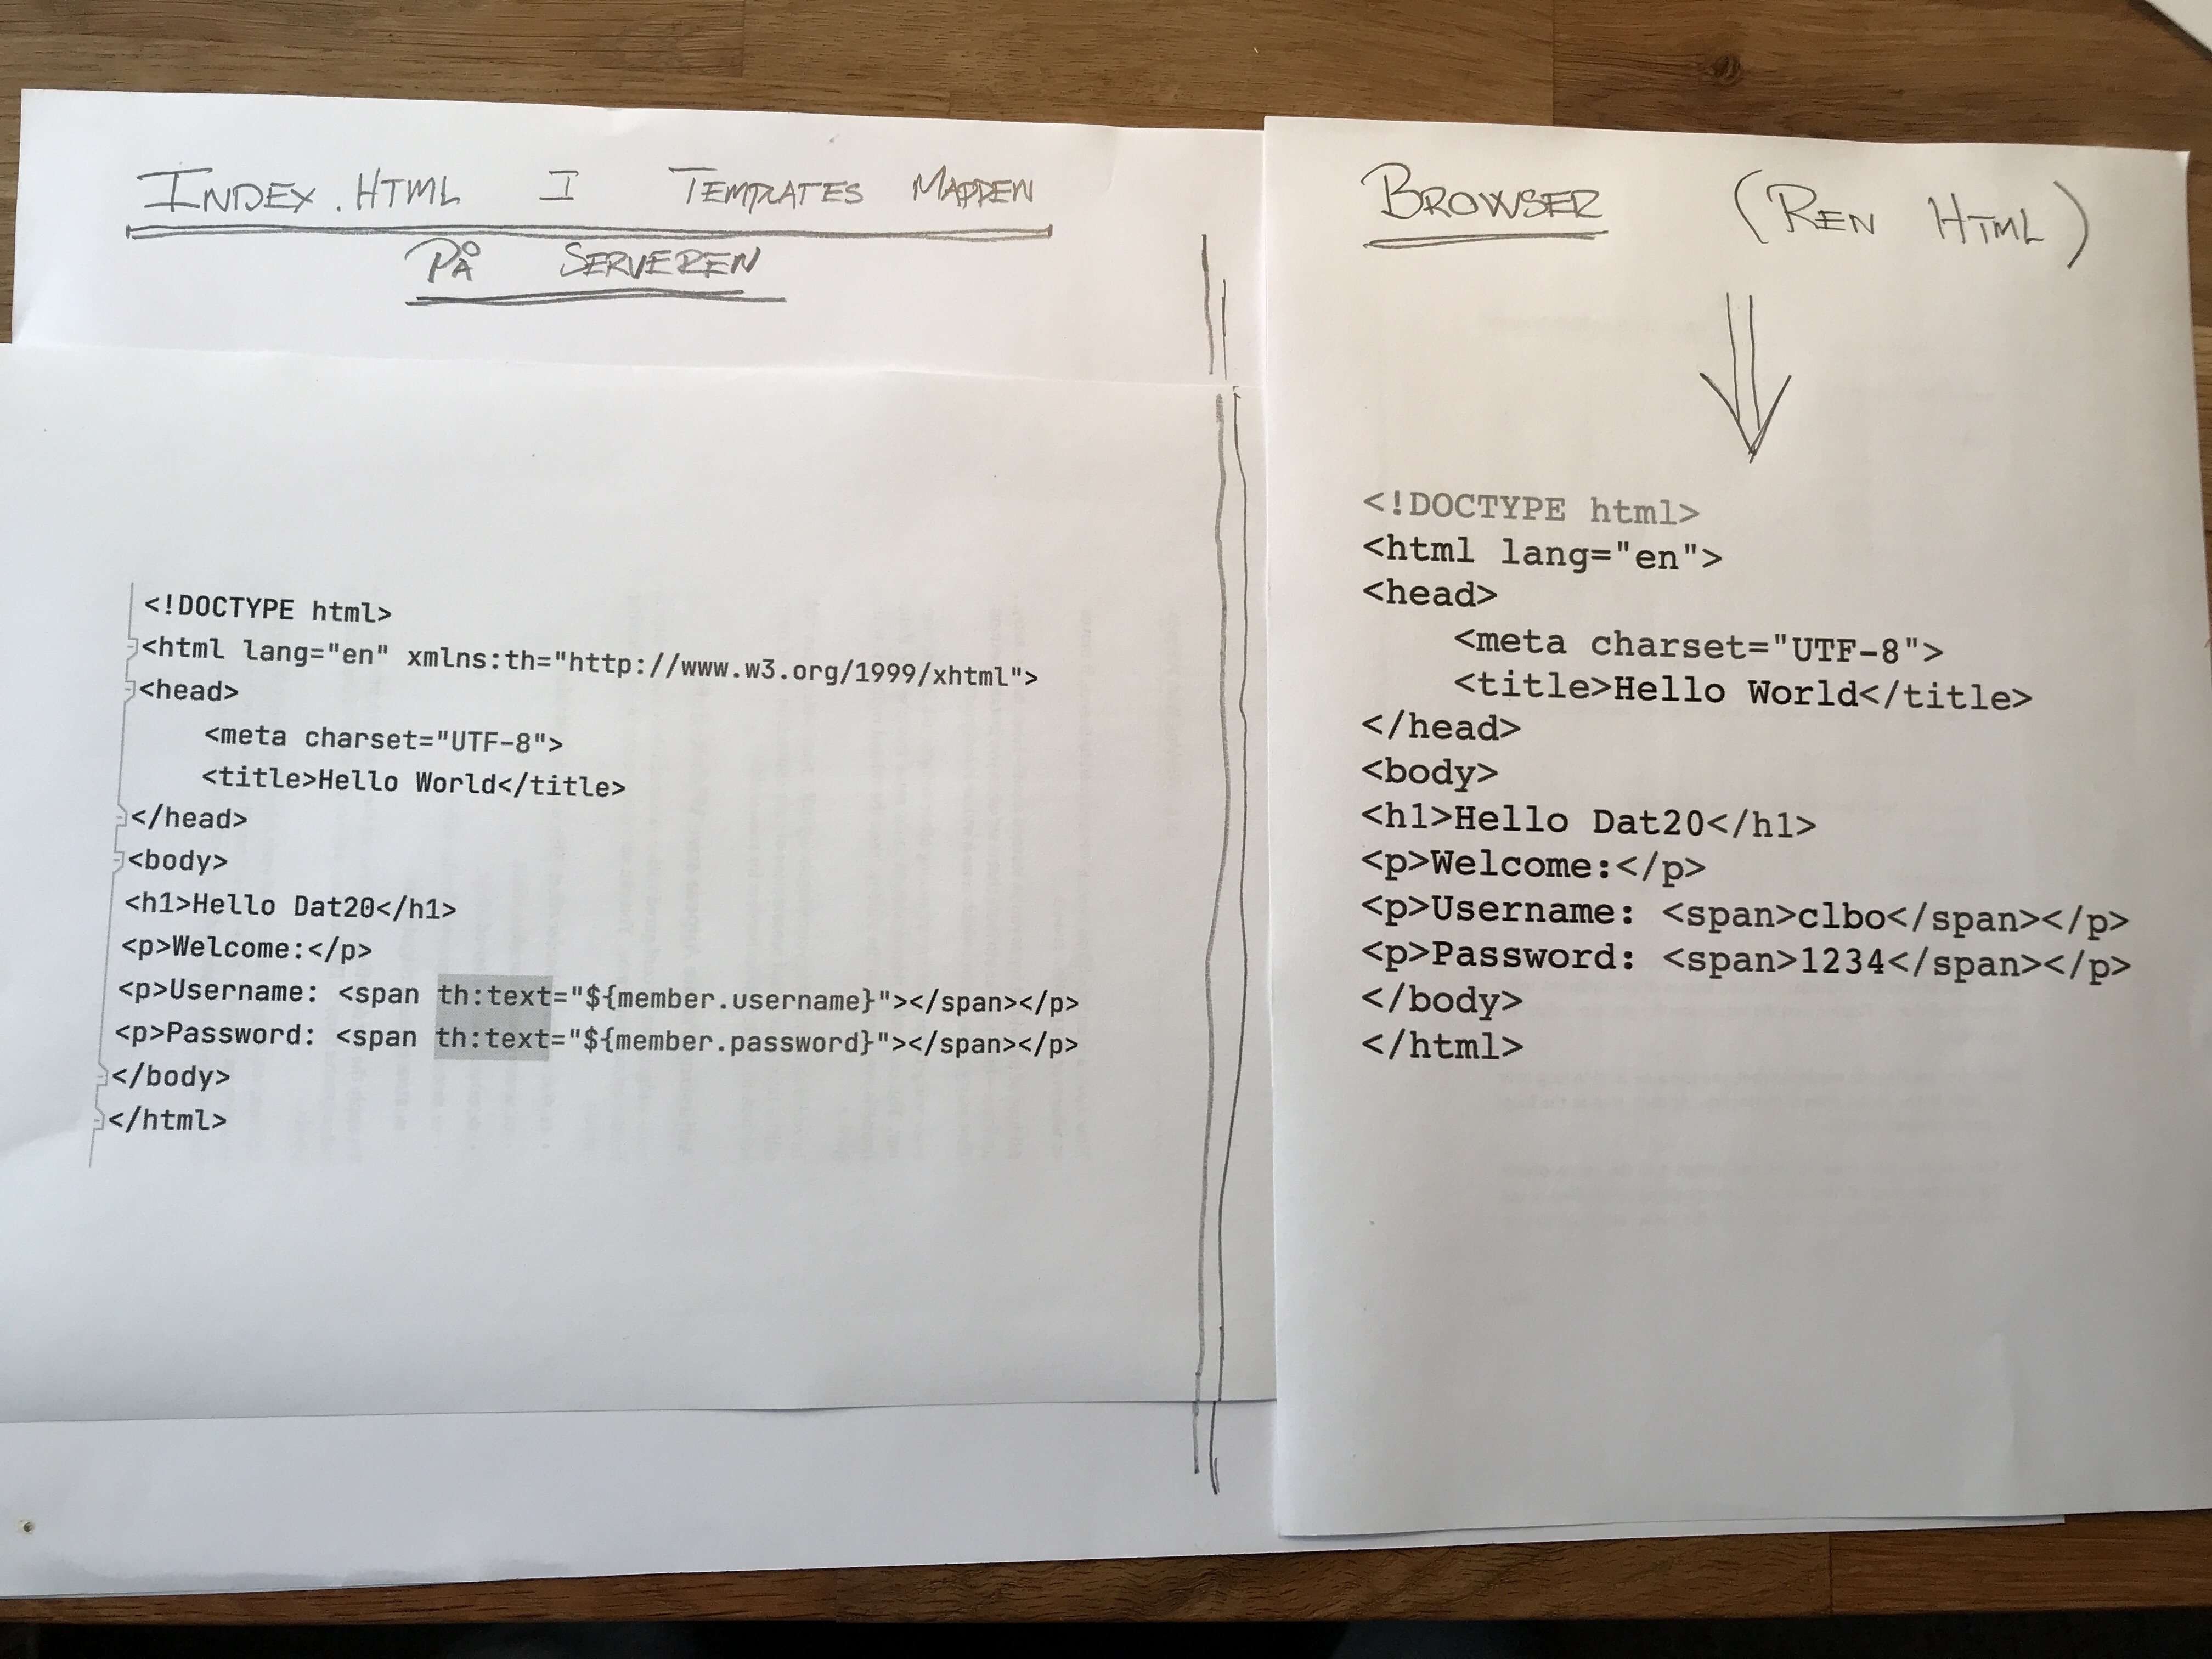 INDEX.HTML I TEMPLATES MAPPEN
PÅ SERVEREN
<!DOCTYPE html>
<html lang="en" xmlns:th="http://www.w3.org/1999/xhtml">
<head>
    <meta charset="UTF-8">
    <title>Hello World</title>
</head>
<body>
<h1>Hello Dat20</h1>
<p>Welcome:</p>
<p>Username: <span th:text="${member.username}"></span></p>
<p>Password: <span th:text="${member.password}"></span></p>
</body>
</html>
BROWSER (REN HTML)
<!DOCTYPE html>
<html lang="en">
<head>
    <meta charset="UTF-8">
    <title>Hello World</title>
</head>
<body>
<h1>Hello Dat20</h1>
<p>Welcome:</p>
<p>Username: <span>clbo</span></p>
<p>Password: <span>1234</span></p>
</body>
</html>